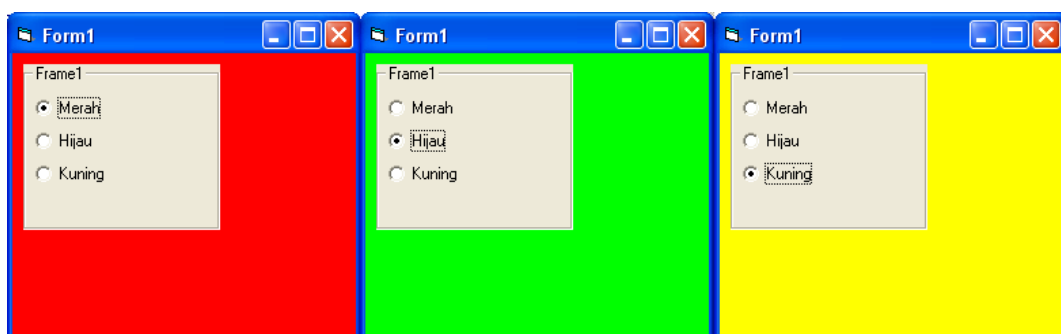 Form1
Frame1
Merah
Hijau
Kuning
Form1
Frame1
Merah
Hijau
Kuning
Form1
Frame1
Merah
Hijau
Kuning